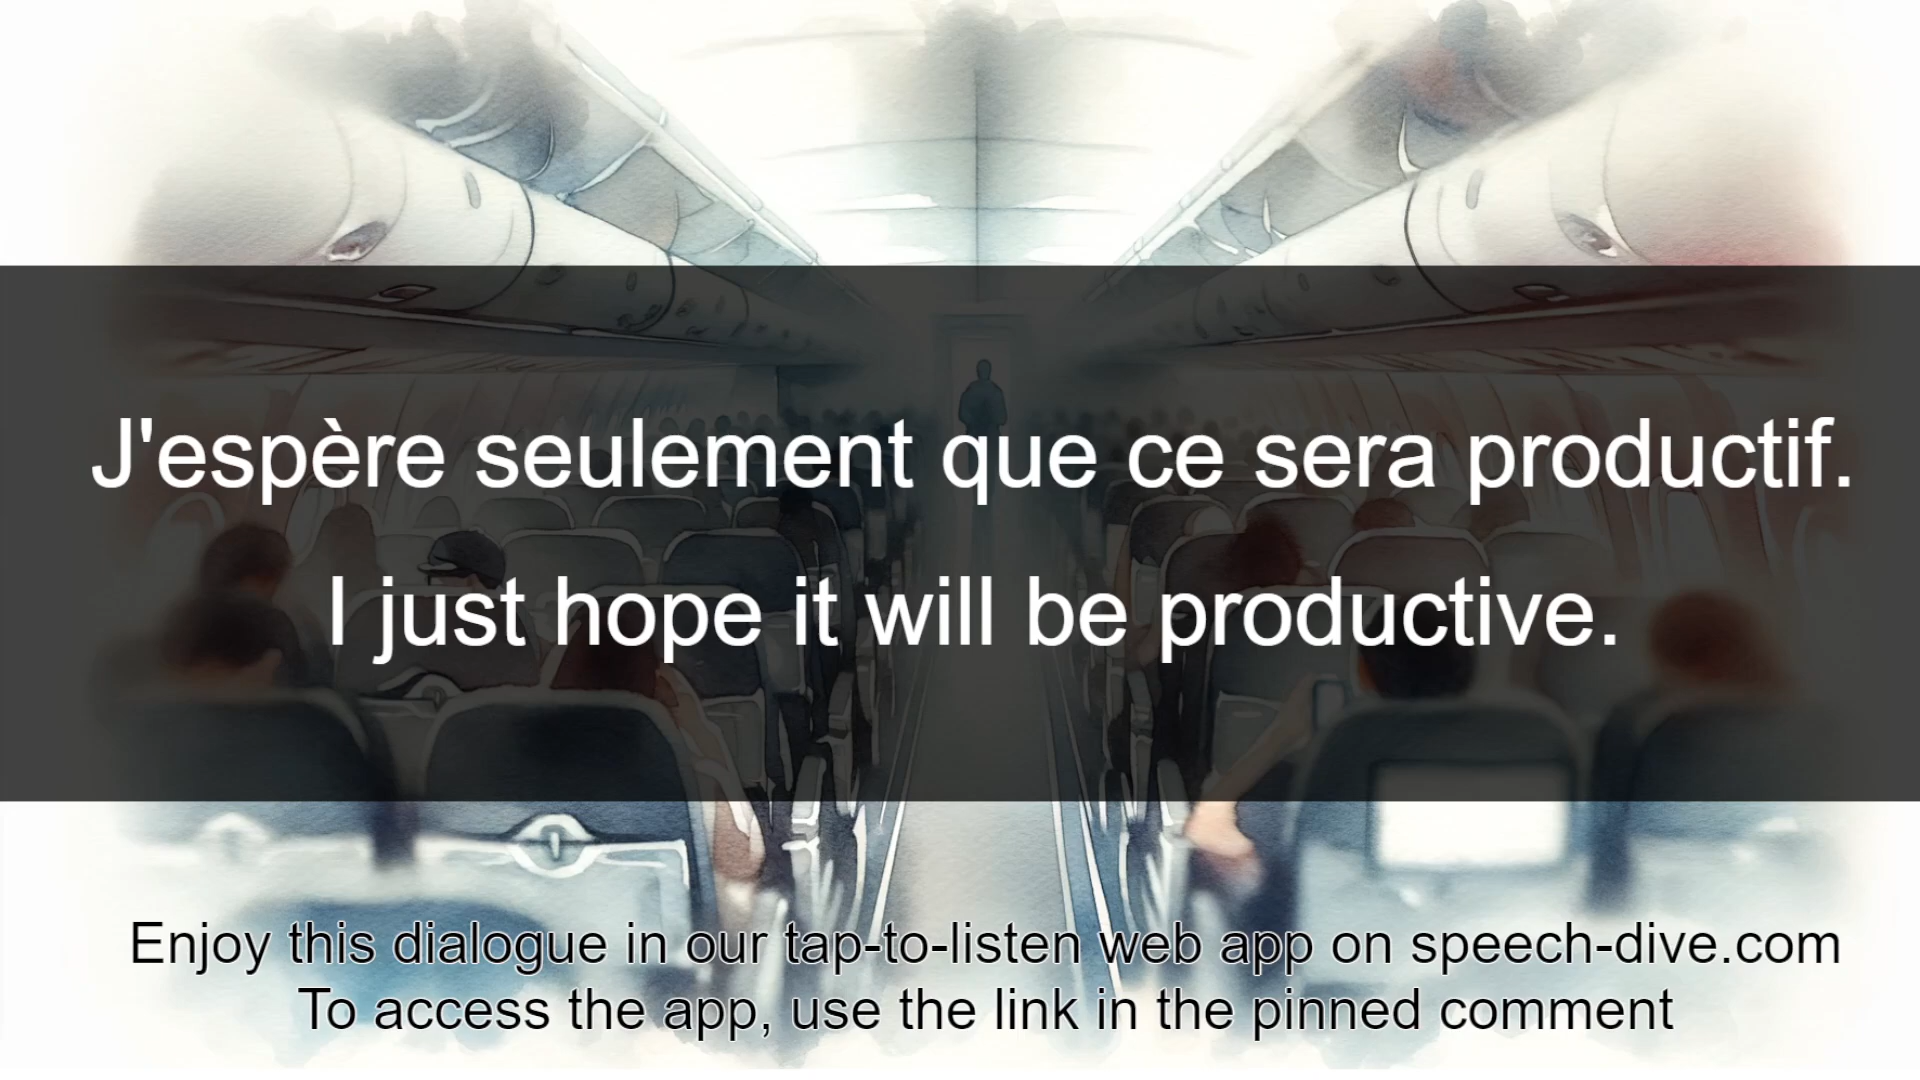 J'espère seulement que ce sera productif.
I just hope it will be productive.
Enjoy this dialogue in our tap-to-listen web app on speech-dive.com
To access the app, use the link in the pinned comment